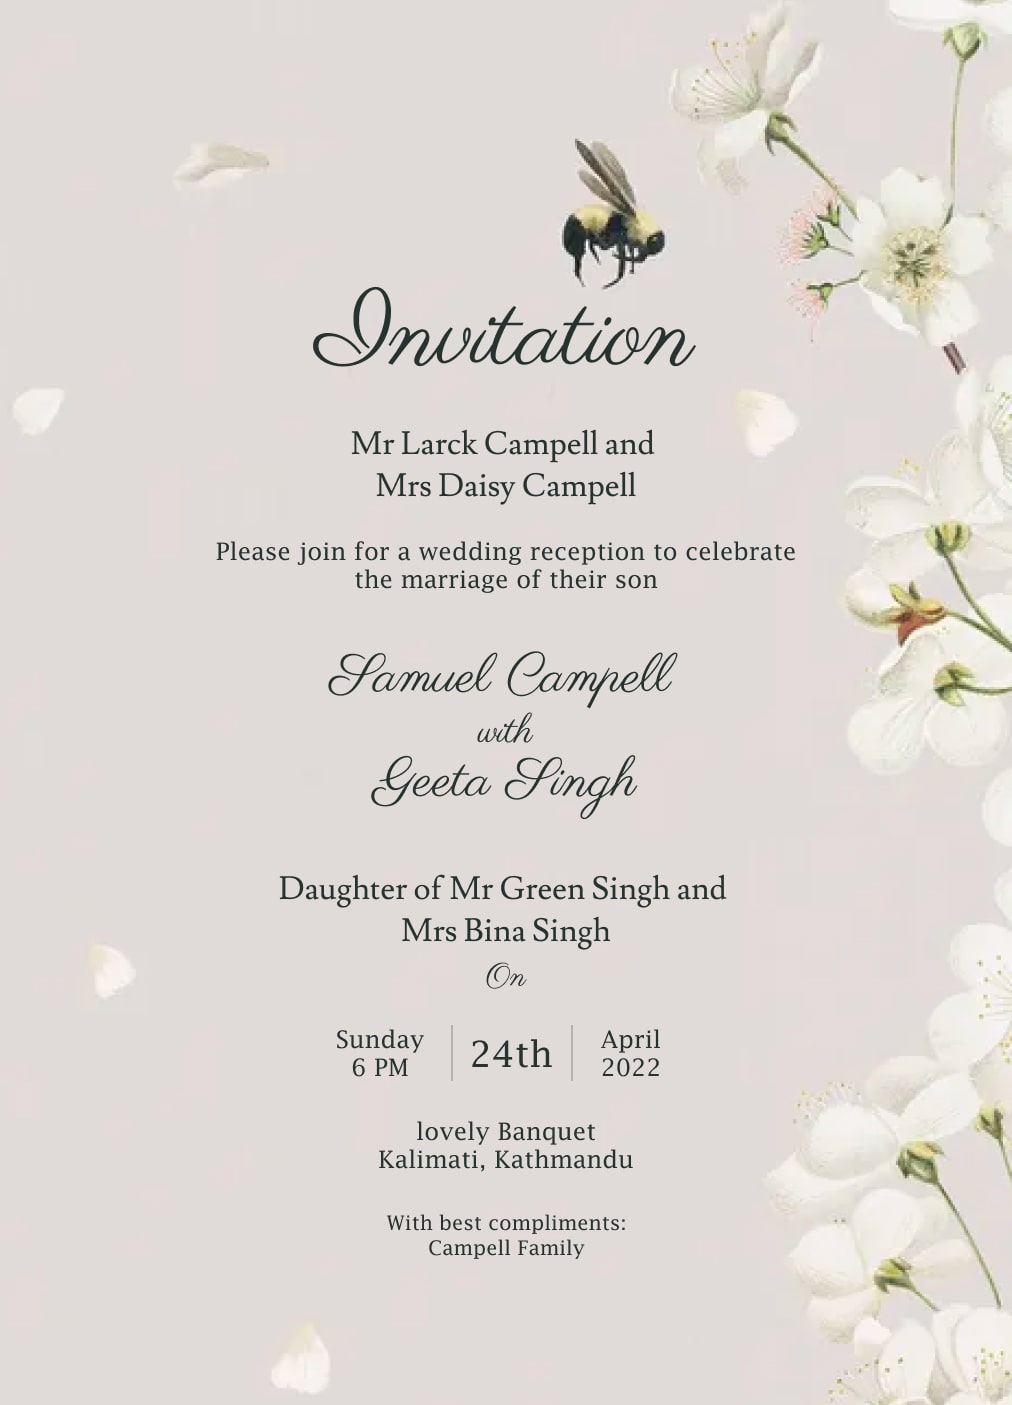 Invitation
Mr Larck Campell and
Mrs Daisy Campell
Please join for a wedding reception to celebrate
the marriage of their son
Samuel Campell
with
Geeta Singh
Daughter of Mr Green Singh and
Mrs Bina Singh
On
Sunday
6 PM
24th
April
2022
lovely Banquet
Kalimati, Kathmandu
With best compliments:
Campell Family